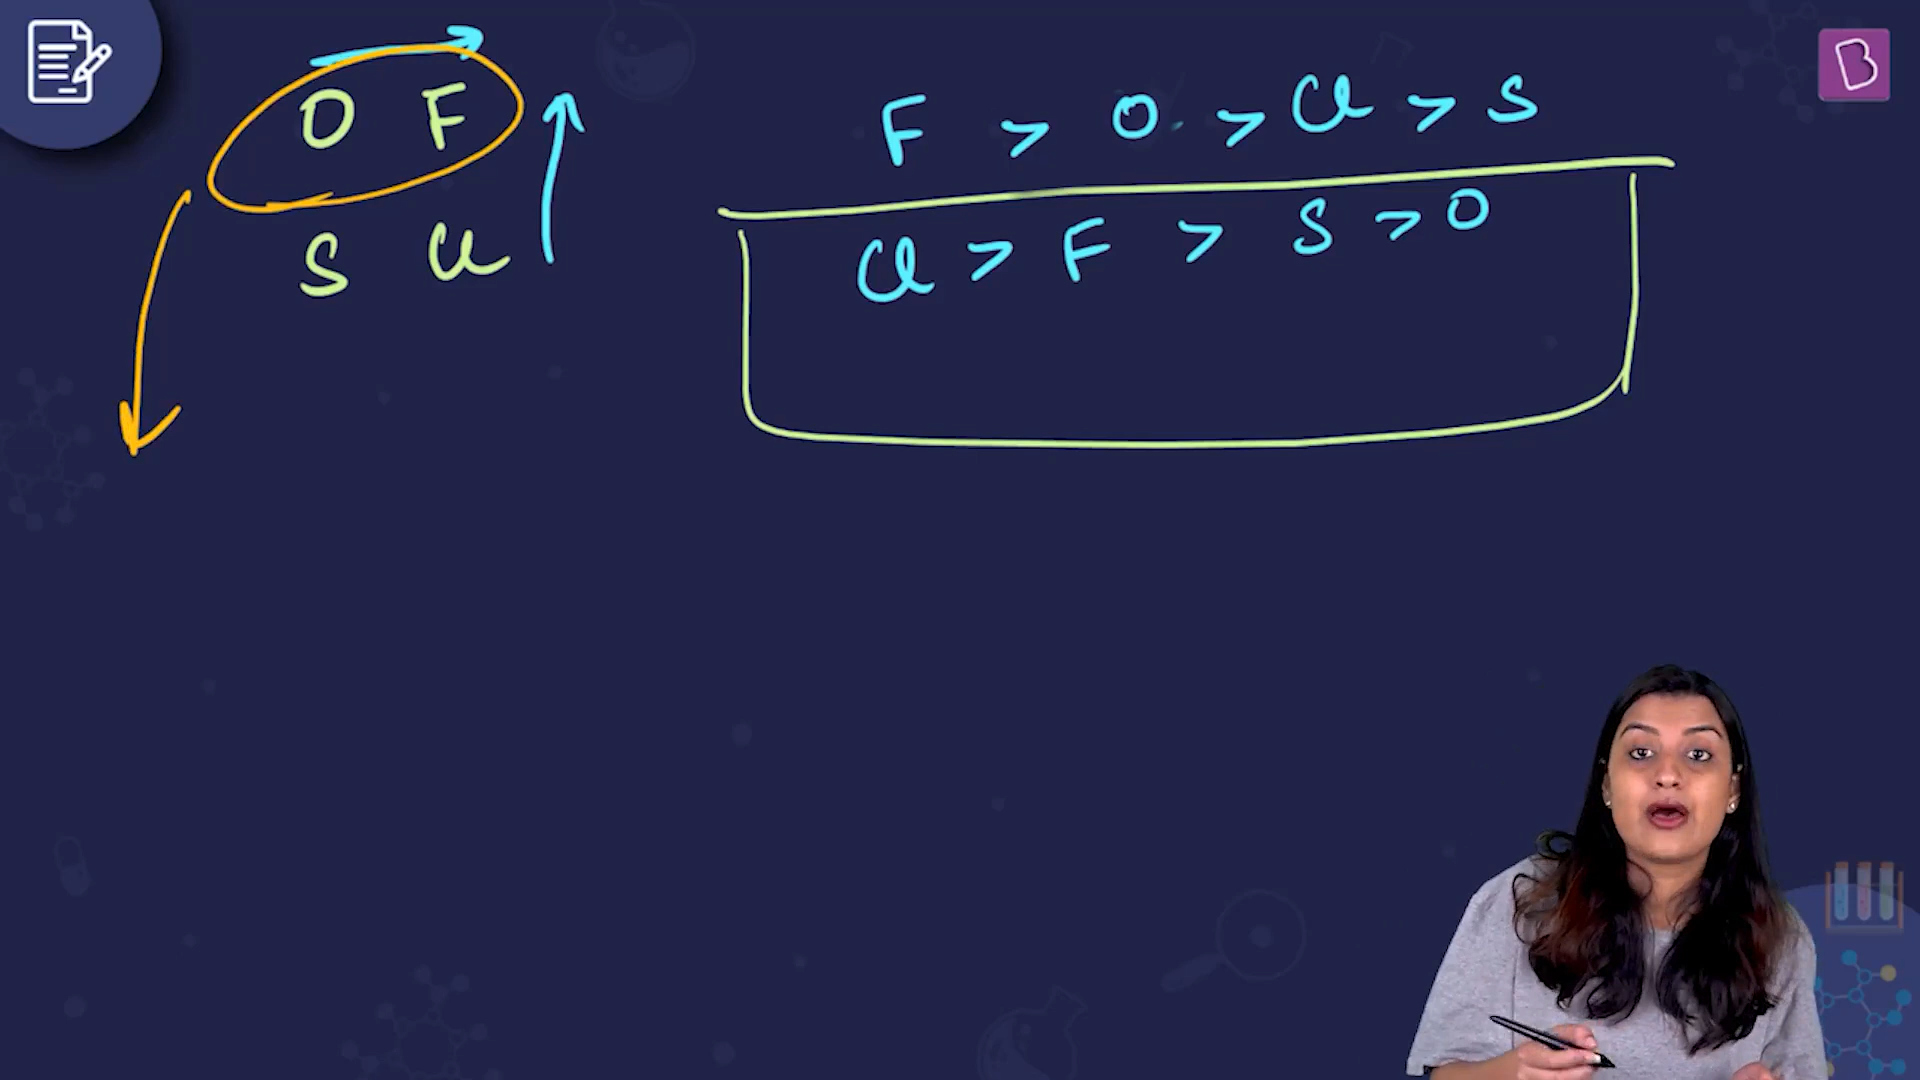 O F
S Cl
F > O > Cl > S
Cl > F > S > O
B